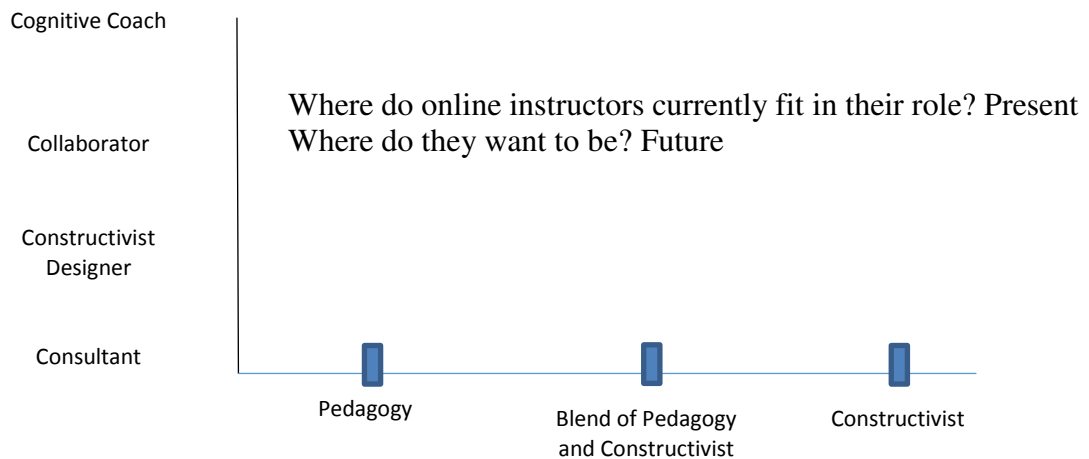 Cognitive Coach
Where do online instructors currently fit in their role? Present
Where do they want to be? Future
Collaborator
Constructivist
Designer
Consultant
Pedagogy
Blend of Pedagogy
and Constructivist
Constructivist